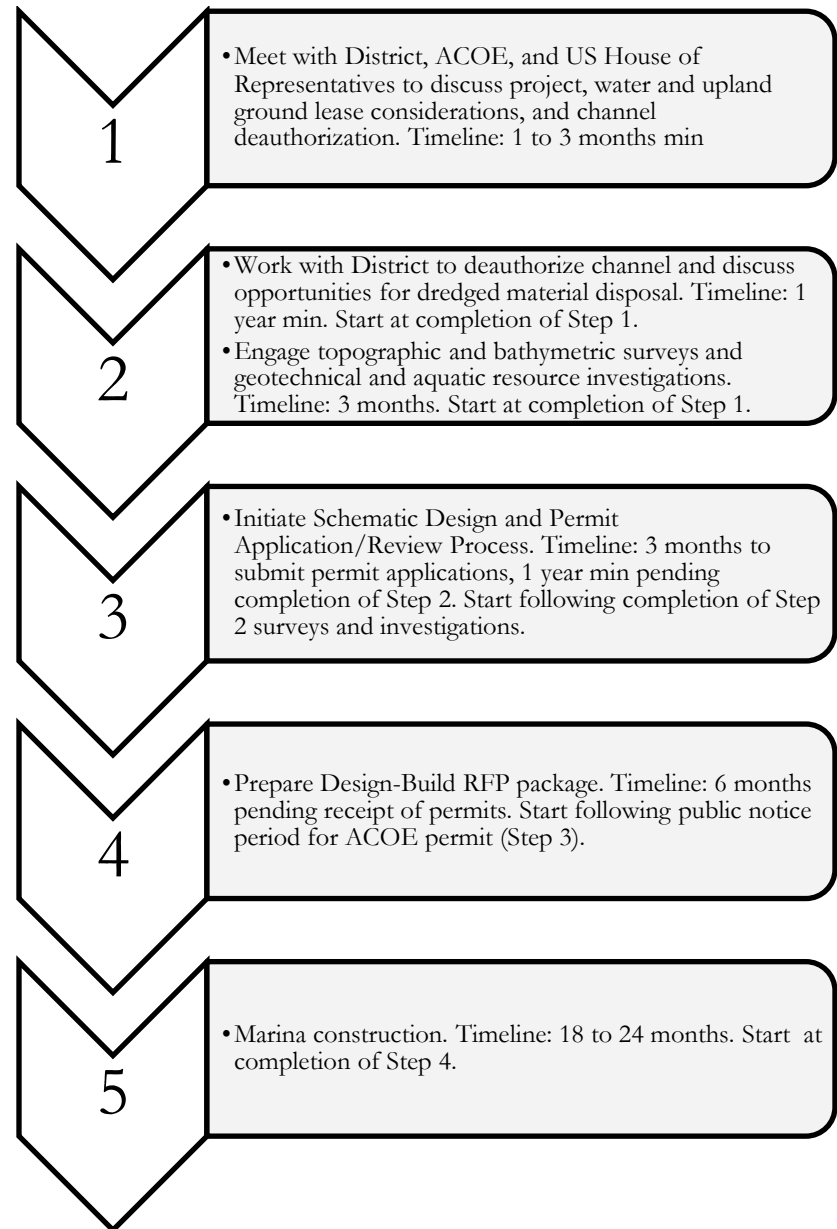 1
•Meet with District, ACOE, and US House of
Representatives to discuss project, water and upland
ground lease considerations, and channel
deauthorization. Timeline: 1 to 3 months min
2
•Work with District to deauthorize channel and discuss
opportunities for dredged material disposal. Timeline: 1
year min. Start at completion of Step 1.
•Engage topographic and bathymetric surveys and
geotechnical and aquatic resource investigations.
Timeline: 3 months. Start at completion of Step 1.
3
•Initiate Schematic Design and Permit
Application/Review Process. Timeline: 3 months to
submit permit applications, 1 year min pending
completion of Step 2. Start following completion of Step
2 surveys and investigations.
4
•Prepare Design-Build RFP package. Timeline: 6 months
pending receipt of permits. Start following public notice
period for ACOE permit (Step 3).
5
•Marina construction. Timeline: 18 to 24 months. Start at
completion of Step 4.